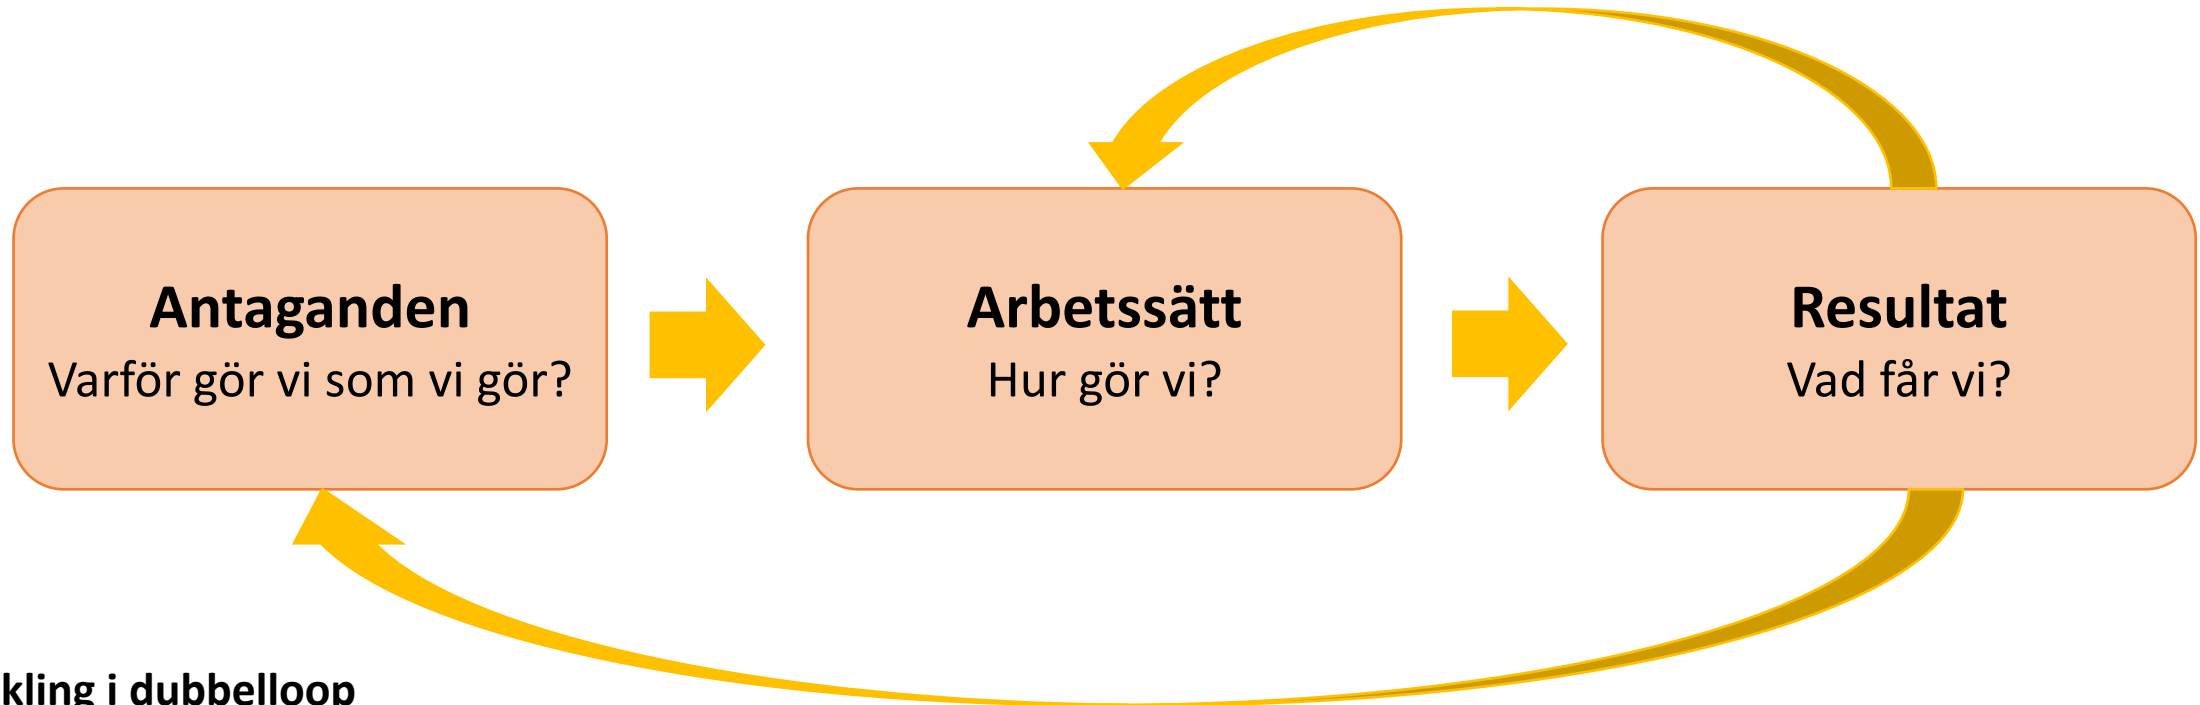 Antaganden
Varför gör vi som vi gör?
Arbetssätt
Hur gör vi?
Resultat
Vad får vi?
kling i dubbelloop